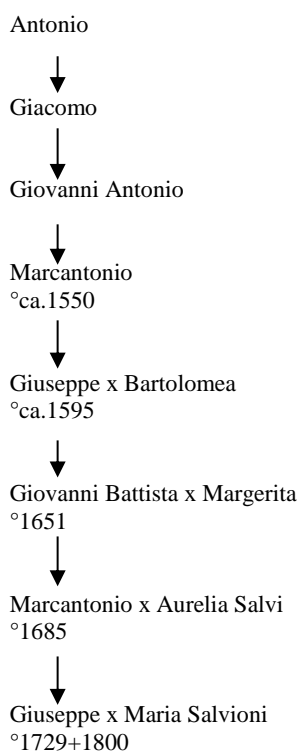 Antonio
Giacomo
Giovanni Antonio
Marcantonio
°ca.1550
Giuseppe x Bartolomea
°ca.1595
Giovanni Battista x Margerita
°1651
Marcantonio x Aurelia Salvi
°1685
Giuseppe x Maria Salvioni
°1729+1800